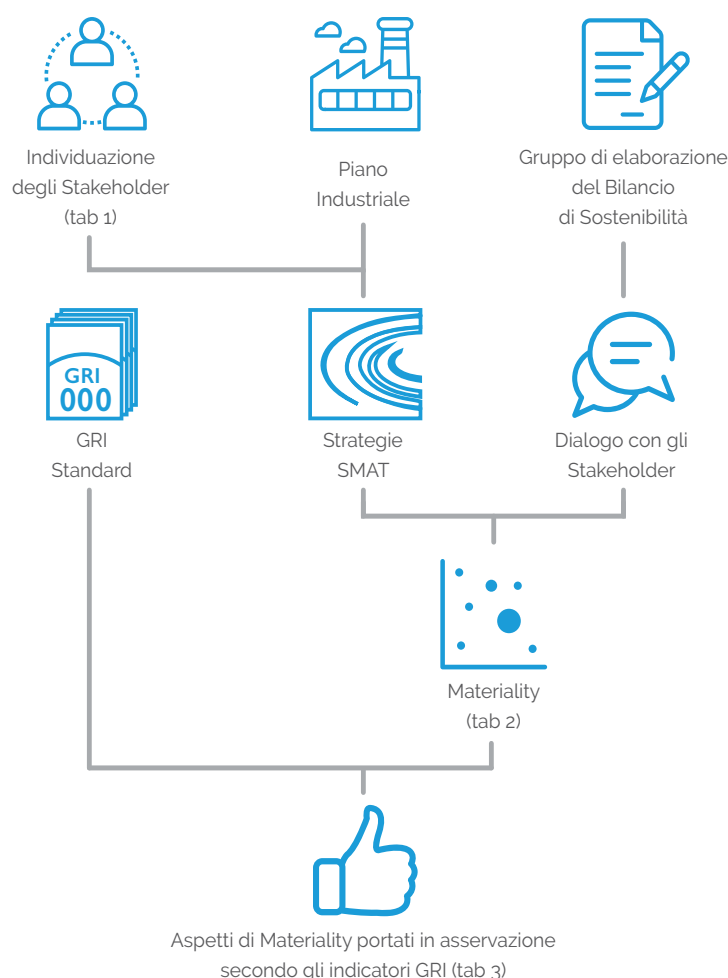 Individuazione
degli Stakeholder
(tab 1)
Piano
Industriale
Gruppo di elaborazione
del Bilancio
di Sostenibilità
GRI
000
GRI
Standard
Strategie
SMAT
Dialogo con gli
Stakeholder
Materiality
(tab 2)
Aspetti di Materiality portati in asservazione
secondo gli indicatori GRI (tab 3)